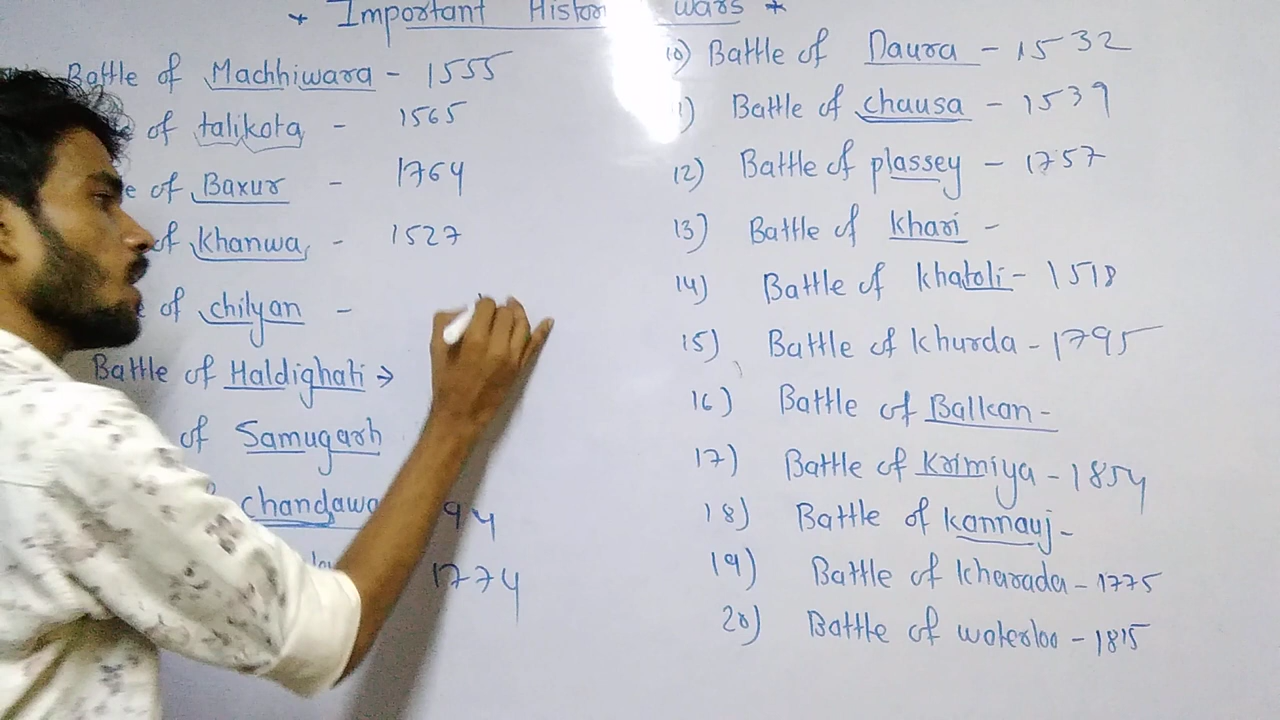 * Important Histor wars *
Battle of Machhiwara - 1555
of talikota - 1565
of Baxur - 1764
of Khanwa - 1527
of chilyan -
Battle of Haldighati →
of Samugarh
chandawa 94
1774
10) Battle of Daura - 1532
1) Battle of chausa - 1539
12) Battle of plassey - 1757
13) Battle of khari -
14) Battle of Khatoli - 1518
15) Battle of Khurda - 1795
16) Battle of Balkan -
17) Battle of Krimiya - 1854
18) Battle of kannauj -
19) Battle of Kharada - 1775
20) Battle of waterloo - 1815